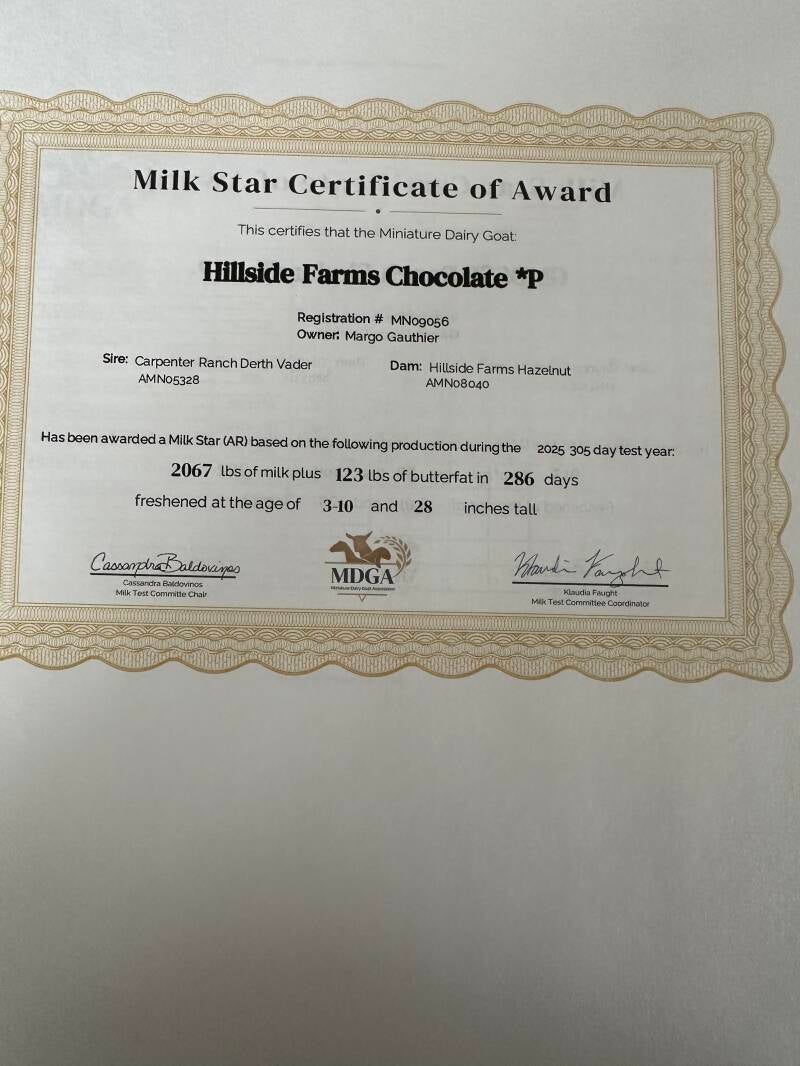 Milk Star Certificate of Award
This certifies that the Miniature Dairy Goat:
Hillside Farms Chocolate *P
Registration # MN09056
Owner: Margo Gauthier
Sire: Carpenter Ranch Derth Vader
AMN05328
Dam: Hillside Farms Hazelnut
AMN08040
Has been awarded a Milk Star (AR) based on the following production during the 2025 305 day test year:
2067 lbs of milk plus 123 lbs of butterfat in 286 days
freshened at the age of 3-10 and 28 inches tall
Cassandra Baldovinos
Cassandra Baldovinos
Milk Test Committe Chair
MDGA
Miniature Dairy Goat Association
Klaudia Faught
Klaudia Faught
Milk Test Committee Coordinator